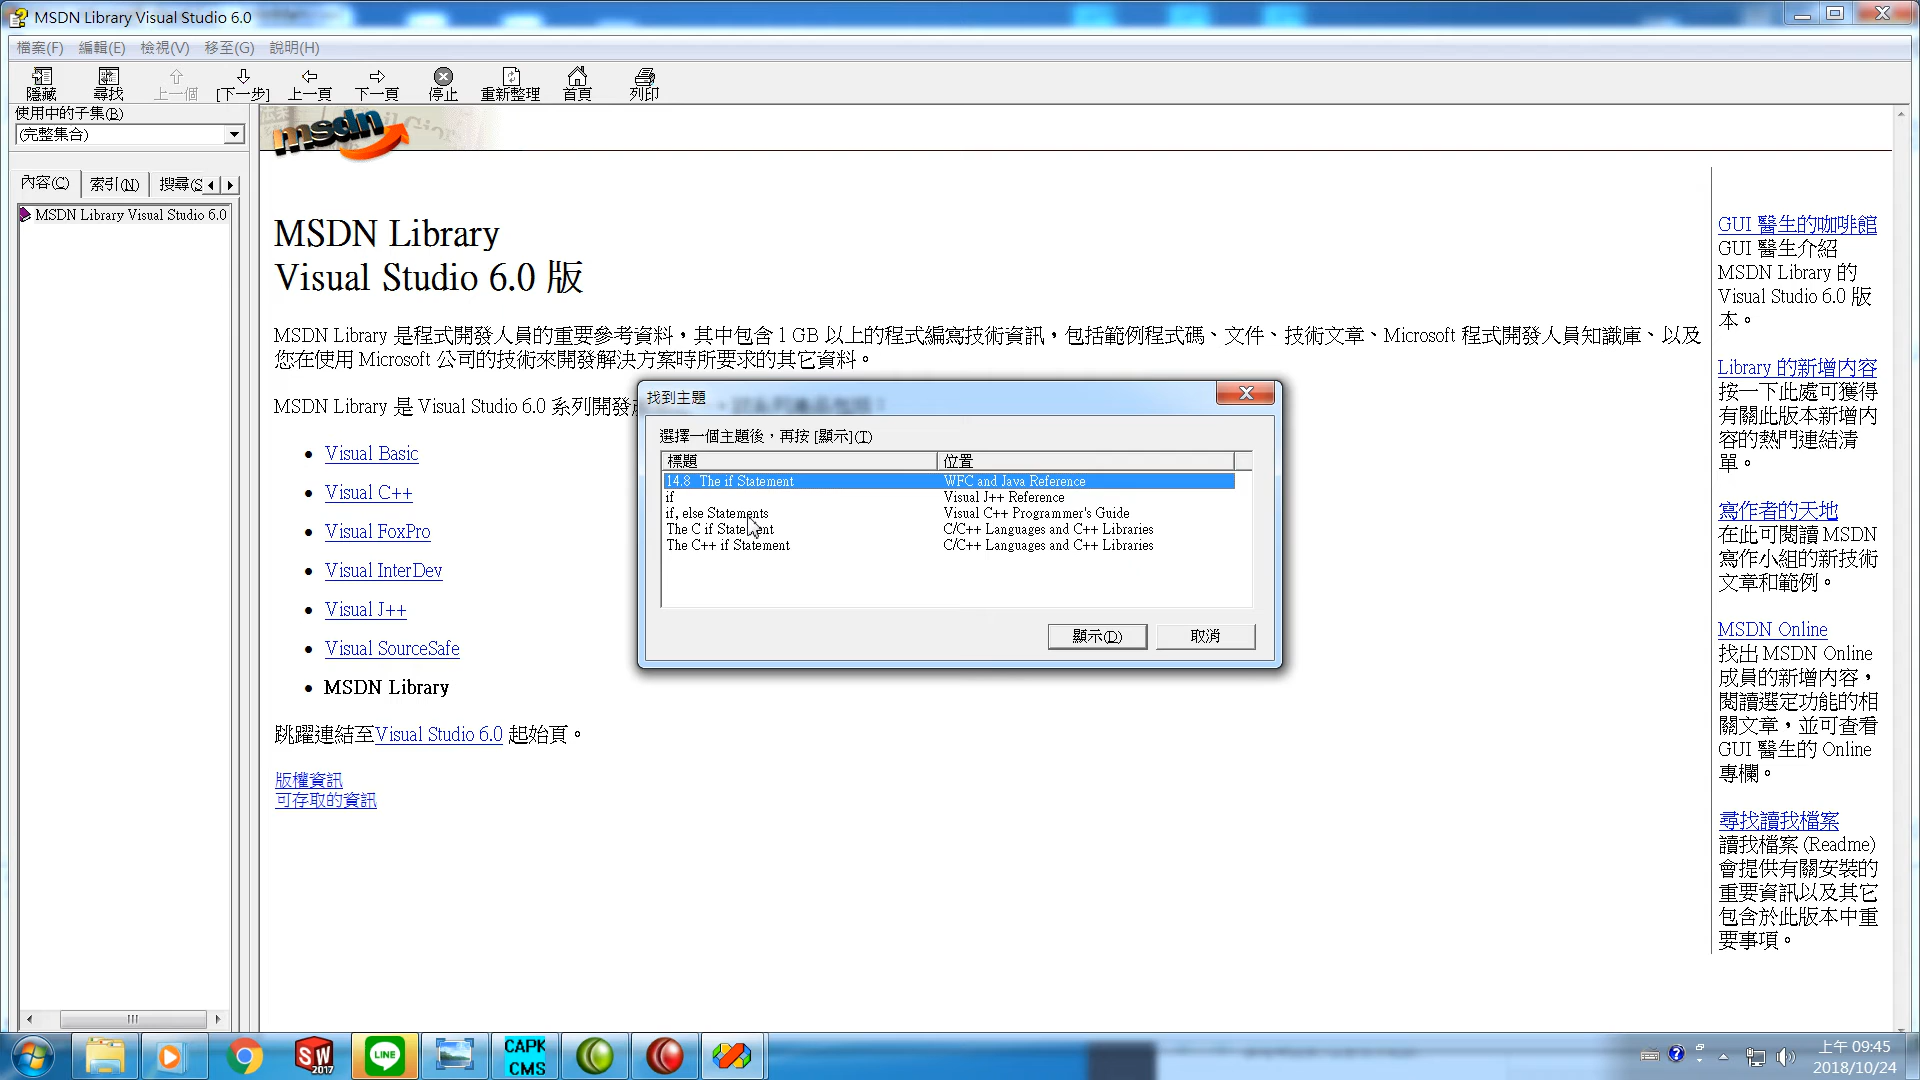 MSDN Library Visual Studio 6.0
檔案(F) 編輯(E) 檢視(V) 移至(G) 說明(H)
隱藏 尋找 上一個 [下一步] 上一頁 下一頁 停止 重新整理 首頁 列印
使用中的子集(B)
(完整集合)
內容(C) 索引(N) 搜尋(S
MSDN Library Visual Studio 6.0
msdn
MSDN Library
Visual Studio 6.0 版
MSDN Library 是程式開發人員的重要參考資料，其中包含 1 GB 以上的程式編寫技術資訊，包括範例程式碼、文件、技術文章、Microsoft 程式開發人員知識庫、以及
您在使用 Microsoft 公司的技術來開發解決方案時所要求的其它資料。
MSDN Library 是 Visual Studio 6.0 系列開發
• Visual Basic
• Visual C++
• Visual FoxPro
• Visual InterDev
• Visual J++
• Visual SourceSafe
• MSDN Library
跳躍連結至Visual Studio 6.0 起始頁。
版權資訊
可存取的資訊
找到主題
選擇一個主題後，再按 [顯示](T)
標題 位置
14.8 The if Statement WFC and Java Reference
if Visual J++ Reference
if, else Statements Visual C++ Programmer's Guide
The C if Statement C/C++ Languages and C++ Libraries
The C++ if Statement C/C++ Languages and C++ Libraries
顯示(D) 取消
GUI 醫生的咖啡館
GUI 醫生介紹
MSDN Library 的
Visual Studio 6.0 版
本。
Library 的新增內容
按一下此處可獲得
有關此版本新增內
容的熱門連結清
單。
寫作者的天地
在此可閱讀 MSDN
寫作小組的新技術
文章和範例。
MSDN Online
找出 MSDN Online
成員的新增內容，
閱讀選定功能的相
關文章，並可查看
GUI 醫生的 Online
專欄。
尋找讀我檔案
讀我檔案 (Readme)
會提供有關安裝的
重要資訊以及其它
包含於此版本中重
要事項。
SW
2017
LINE
CAPK
CMS
上午 09:45
2018/10/24